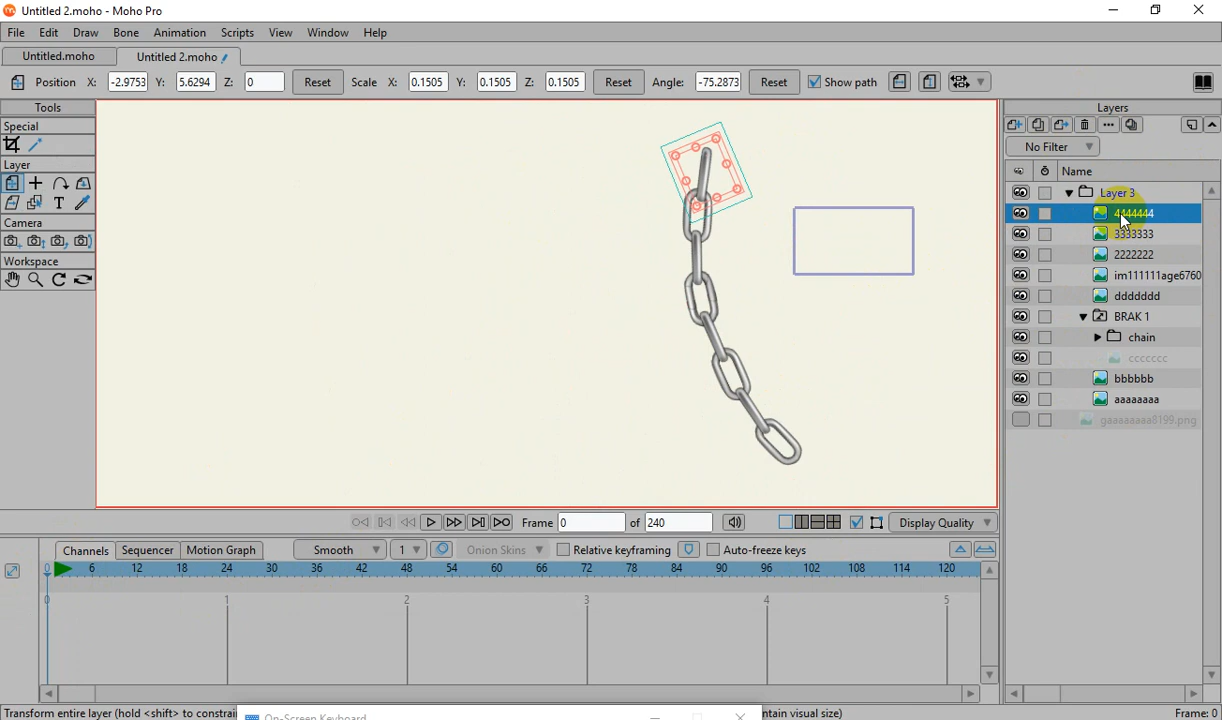 Untitled 2.moho - Moho Pro
File Edit Draw Bone Animation Scripts View Window Help
Untitled.moho Untitled 2.moho
Position X: -2.9753 Y: 5.6294 Z: 0 Reset Scale X: 0.1505 Y: 0.1505 Z: 0.1505 Reset Angle: -75.2873 Reset Show path
Tools
Special
Layer
T
Camera
Workspace
Layers
No Filter
Name
Layer 3
4444444
3333333
2222222
im111111age6760
ddddddd
BRAK 1
chain
ccccccc
bbbbbb
aaaaaaaa
gaaaaaaaa8199.png
Frame 0 of 240 Display Quality
Channels Sequencer Motion Graph Smooth 1 Onion Skins Relative keyframing Auto-freeze keys
0 6 12 18 24 30 36 42 48 54 60 66 72 78 84 90 96 102 108 114 120
0 1 2 3 4 5
Transform entire layer (hold <shift> to constrai On-Screen Keyboard ntain visual size) Frame: 0